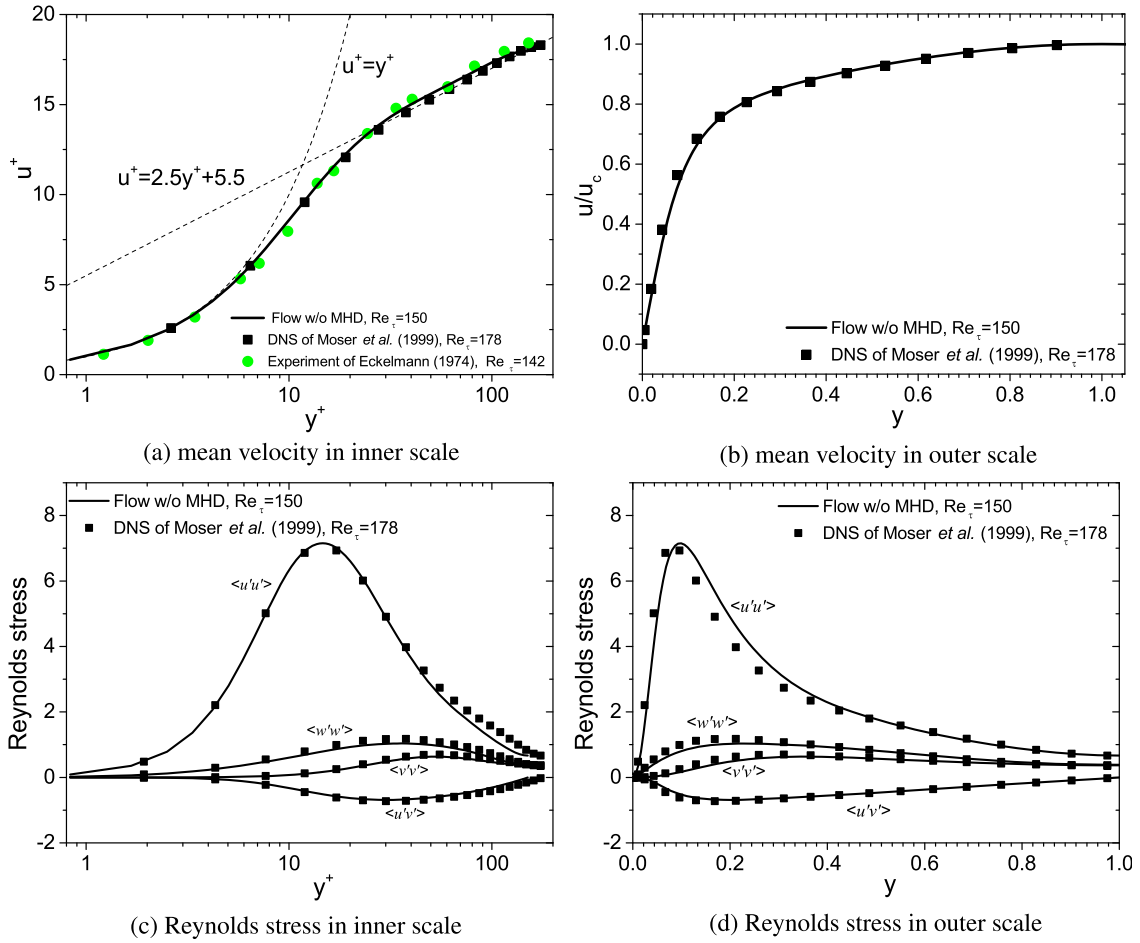 20
15
10
5
0
u⁺
u⁺=y⁺
u⁺=2.5y⁺+5.5
Flow w/o MHD, Re_τ=150
DNS of Moser et al. (1999), Re_τ=178
Experiment of Eckelmann (1974), Re_τ=142
1 10 100
y⁺
(a) mean velocity in inner scale
1.0
0.8
0.6
0.4
0.2
0.0
u/u_c
Flow w/o MHD, Re_τ=150
DNS of Moser et al. (1999), Re_τ=178
0.0 0.2 0.4 0.6 0.8 1.0
y
(b) mean velocity in outer scale
8
6
4
2
0
-2
Reynolds stress
Flow w/o MHD, Re_τ=150
DNS of Moser et al. (1999), Re_τ=178
<u'u'>
<w'w'>
<v'v'>
<u'v'>
1 10 100
y⁺
(c) Reynolds stress in inner scale
8
6
4
2
0
-2
Reynolds stress
Flow w/o MHD, Re_τ=150
DNS of Moser et al. (1999), Re_τ=178
<u'u'>
<w'w'>
<v'v'>
<u'v'>
0.0 0.2 0.4 0.6 0.8 1.0
y
(d) Reynolds stress in outer scale